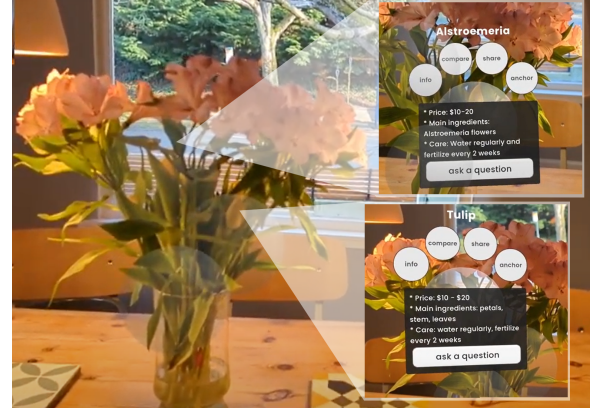 Alstroemeria
compare
share
info
anchor
* Price: $10-20
* Main ingredients:
Alstroemeria flowers
* Care: Water regularly and
fertilize every 2 weeks
ask a question
Tulip
compare
share
info
anchor
* Price: $10 - $20
* Main ingredients: petals,
stem, leaves
* Care: water regularly, fertilize
every 2 weeks
ask a question